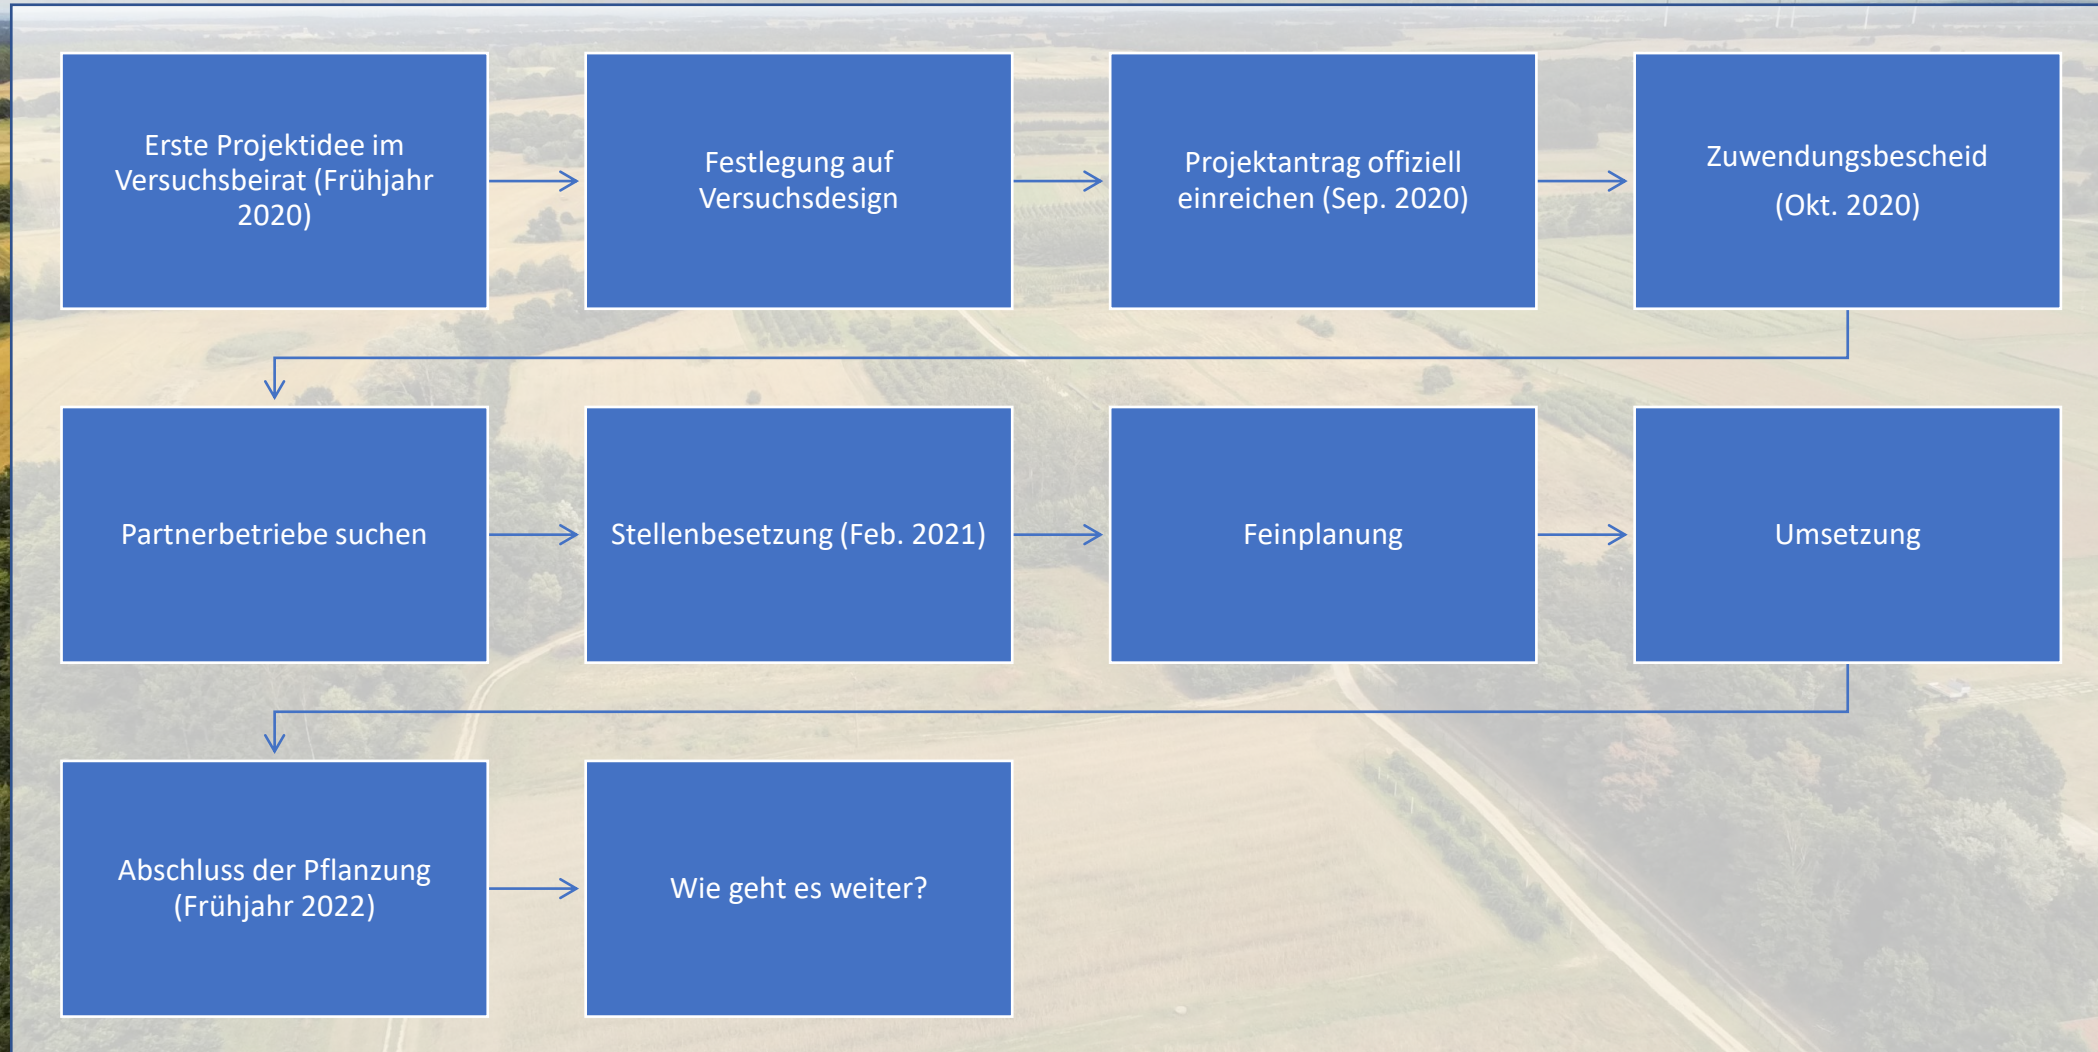 Erste Projektidee im
Versuchsbeirat (Frühjahr
2020)
Festlegung auf
Versuchsdesign
Projektantrag offiziell
einreichen (Sep. 2020)
Zuwendungsbescheid
(Okt. 2020)
Partnerbetriebe suchen
Stellenbesetzung (Feb. 2021)
Feinplanung
Umsetzung
Abschluss der Pflanzung
(Frühjahr 2022)
Wie geht es weiter?